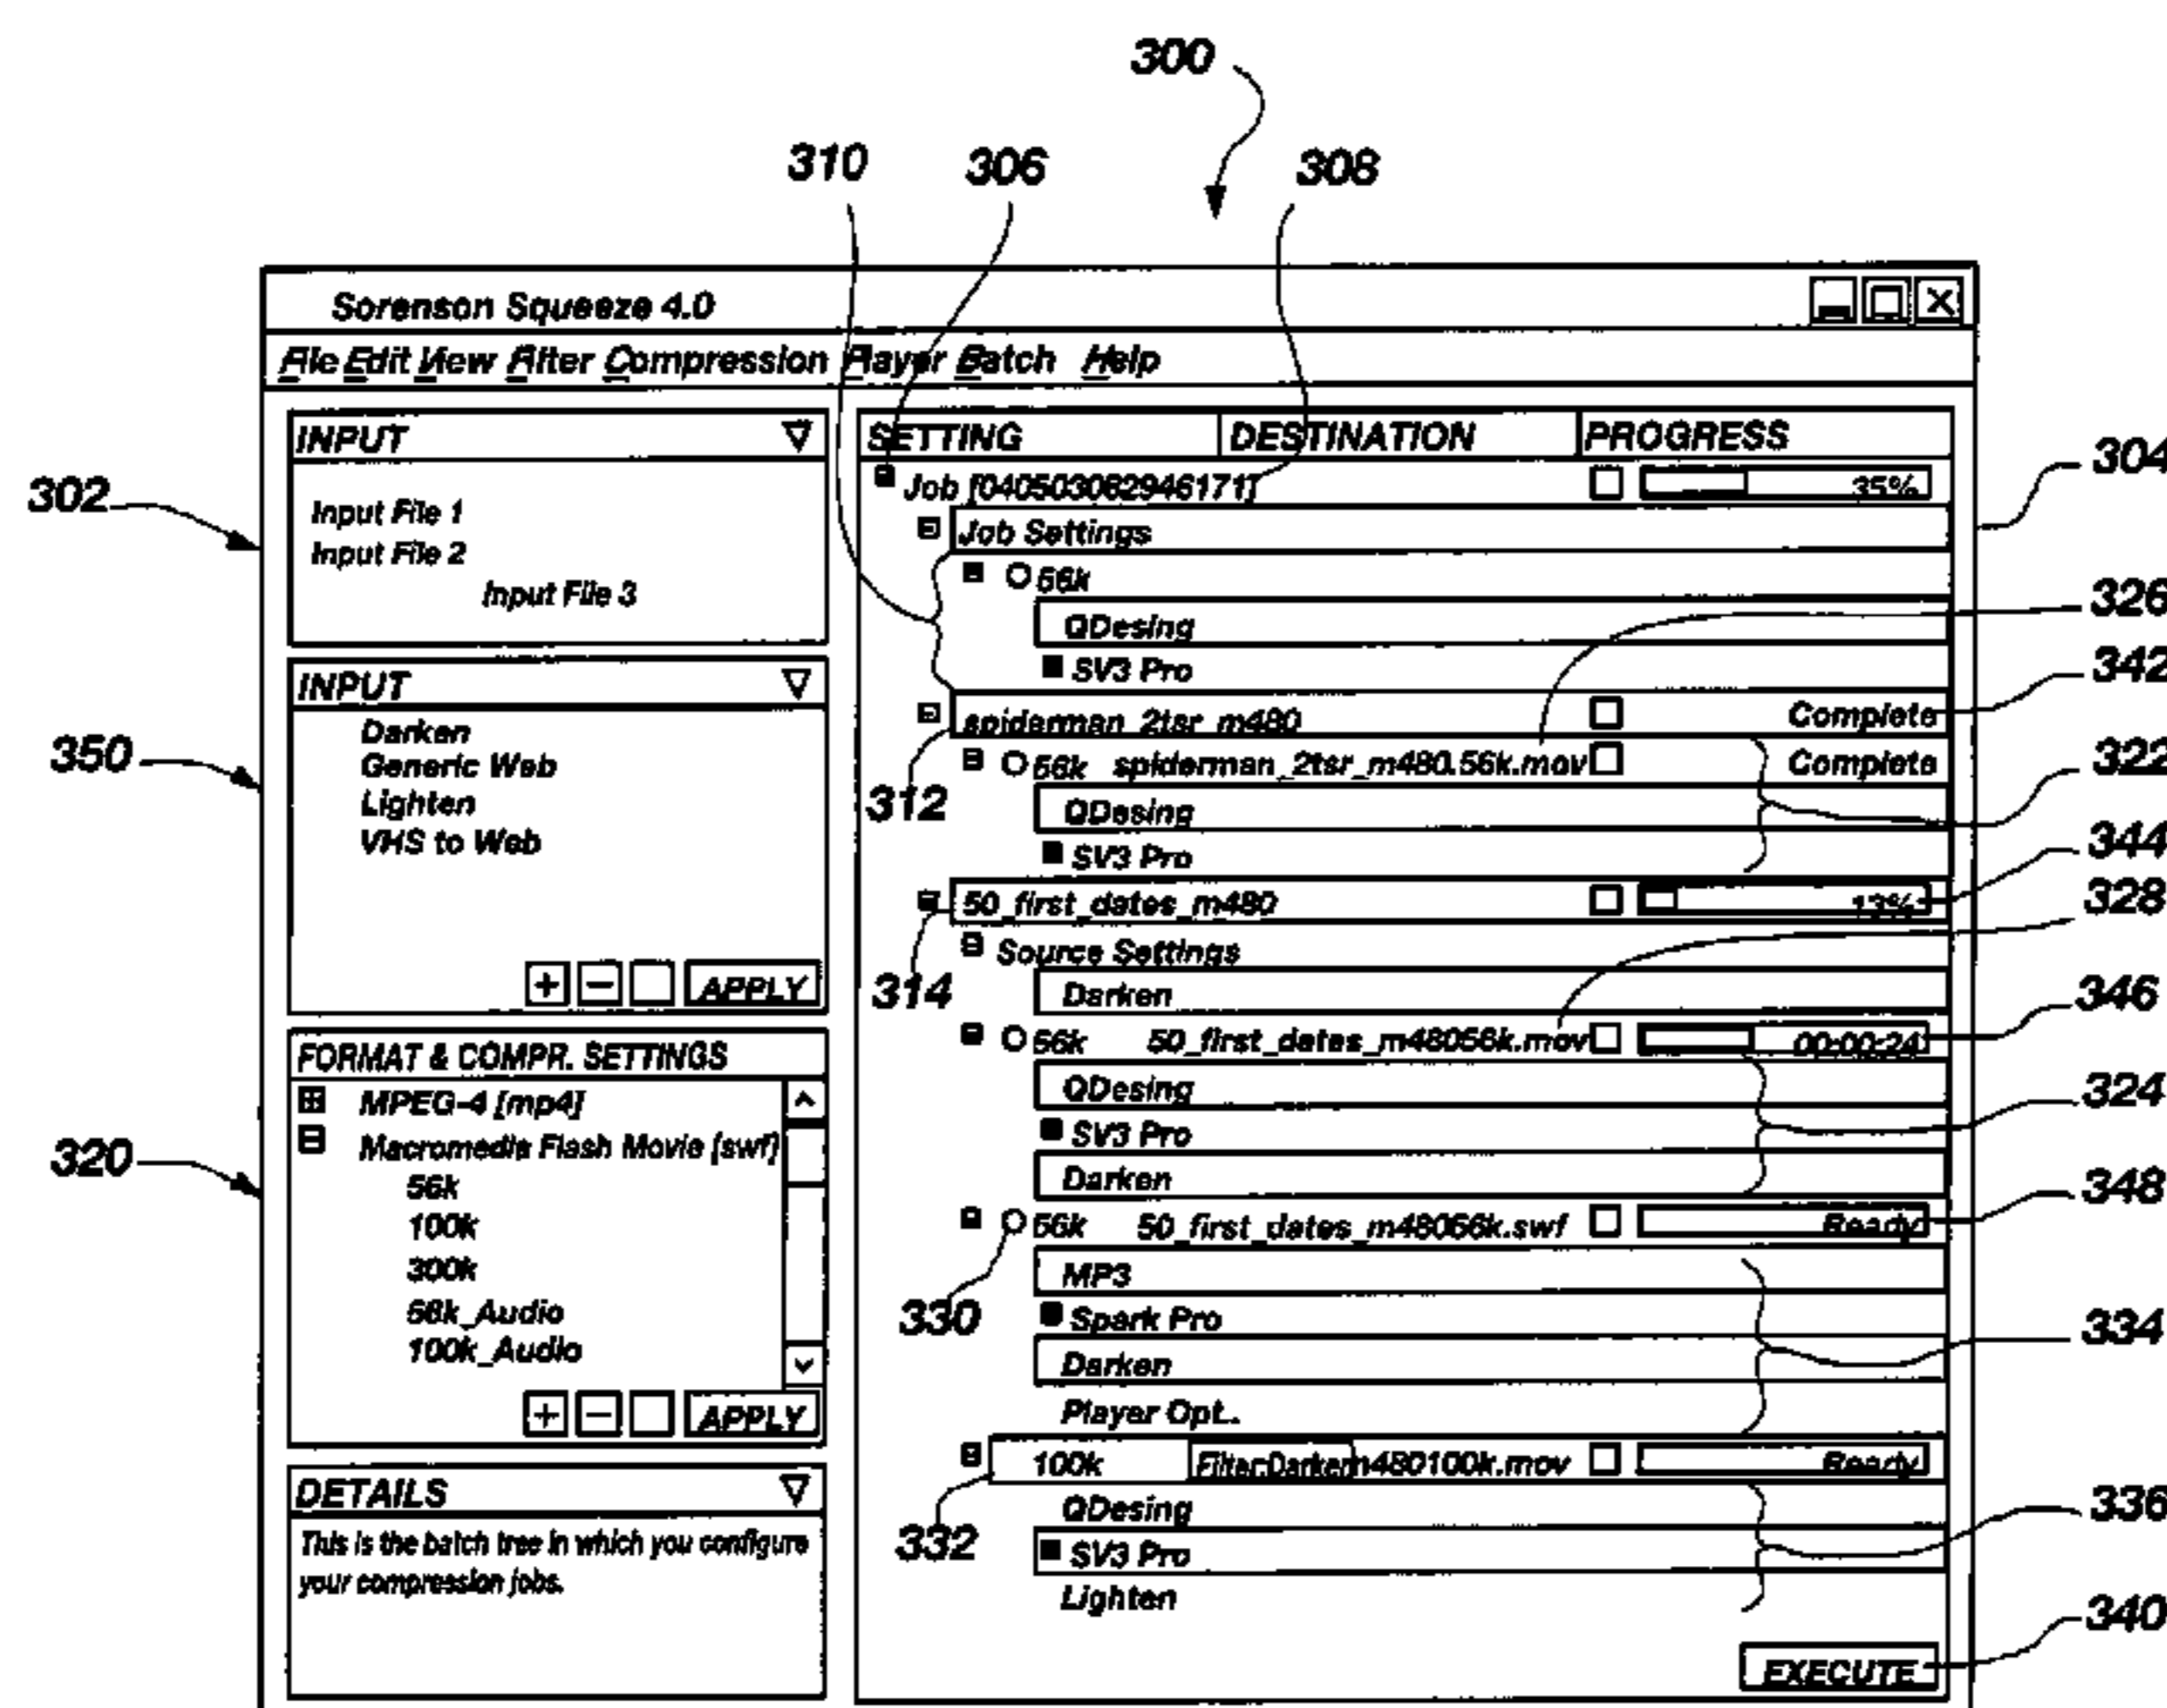 300
310 306 308
Sorenson Squeeze 4.0
File Edit View Filter Compression Player Batch Help
INPUT
Input File 1
Input File 2
Input File 3
302
INPUT
Darken
Generic Web
Lighten
VHS to Web
+ − APPLY
350
FORMAT & COMPR. SETTINGS
MPEG-4 [mp4]
Macromedia Flash Movie [swf]
56k
100k
300k
56k_Audio
100k_Audio
+ − APPLY
320
DETAILS
This is the batch tree in which you configure
your compression jobs.
SETTING DESTINATION PROGRESS
304
Job [040503082946171] 35%
Job Settings
56k
326
QDesing
SV3 Pro
342
spiderman_2tsr_m480 Complete
56k spiderman_2tsr_m480.56k.mov Complete
322
312
QDesing
SV3 Pro
344
50_first_dates_m480 13%
328
Source Settings
314
Darken
346
56k 50_first_dates_m48056k.mov 00:00:24
QDesing
324
SV3 Pro
Darken
348
56k 50_first_dates_m48056k.swf Ready
MP3
330
Spark Pro
334
Darken
Player Opt..
100k Filter:Darken n480100k.mov Ready
QDesing
336
332
SV3 Pro
Lighten
340
EXECUTE